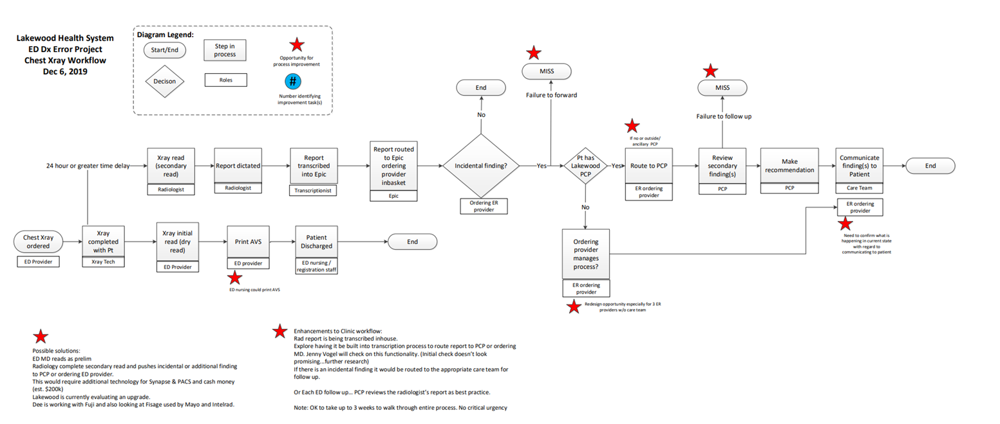 Lakewood Health System
ED Dx Error Project
Chest Xray Workflow
Dec 6, 2019
Diagram Legend:
Start/End
Step in
process
Opportunity for
process improvement
Decison
Roles
#
Number identifying
improvement task(s)
MISS
Failure to forward
End
No
MISS
Failure to follow up
If no or outside/
ancillary PCP
24 hour or greater time delay
Xray read
(secondary
read)
Radiologist
Report dictated
Radiologist
Report
transcribed
into Epic
Transcriptionist
Report routed
to Epic
ordering
provider
inbasket
Epic
Incidental finding?
Ordering ER
provider
Yes
Pt has
Lakewood
PCP
Yes
Route to PCP
ER ordering
provider
Review
secondary
finding(s)
PCP
Make
recommendation
PCP
Communicate
finding(s) to
Patient
Care Team
End
ER ordering
provider
Need to confirm what is
happening in current state
with regard to
communicating to patient
No
Chest Xray
ordered
ED Provider
Xray
completed
with Pt
Xray Tech
Xray initial
read (dry
read)
ED Provider
Print AVS
ED provider
ED nursing could print AVS
Patient
Discharged
ED nursing /
registration staff
End
Ordering
provider
manages
process?
ER ordering
provider
Redesign opportunity especially for 3 ER
providers w/o care team
Possible solutions:
ED MD reads as prelim
Radiology complete secondary read and pushes incidental or additional finding
to PCP or ordering ED provider.
This would require additional technology for Synapse & PACS and cash money
(est. $200k)
Lakewood is currently evaluating an upgrade.
Dee is working with Fuji and also looking at Fisage used by Mayo and Intelrad.
Enhancements to Clinic workflow:
Rad report is being transcribed inhouse.
Explore having it be built into transcription process to route report to PCP or ordering
MD. Jenny Vogel will check on this functionality. (Initial check doesn't look
promising...further research)
If there is an incidental finding it would be routed to the appropriate care team for
follow up.
Or Each ED follow up... PCP reviews the radiologist's report as best practice.
Note: OK to take up to 3 weeks to walk through entire process. No critical urgency